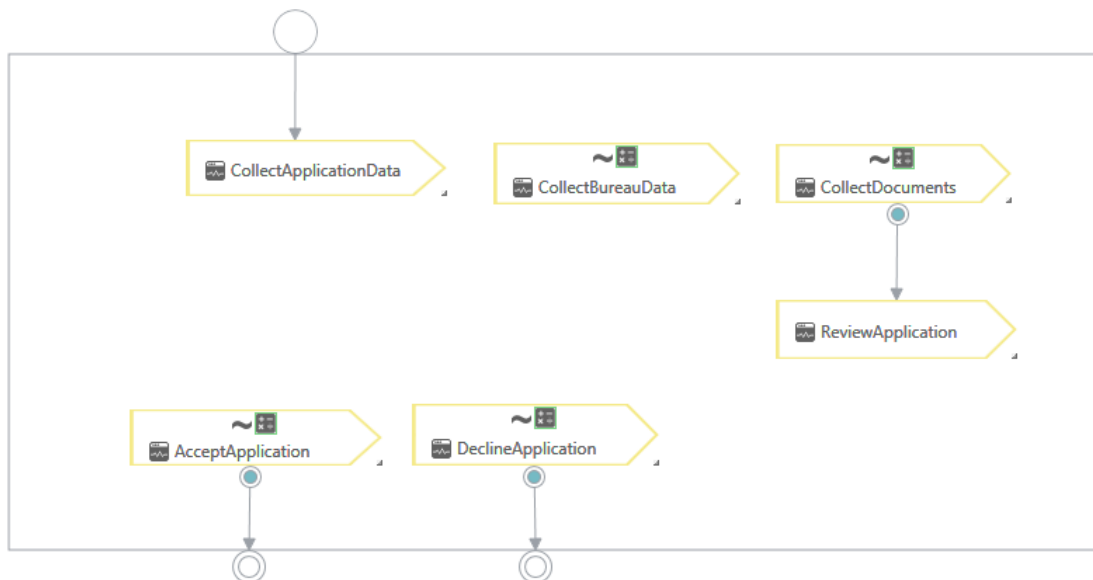 CollectApplicationData
CollectBureauData
CollectDocuments
ReviewApplication
AcceptApplication
DeclineApplication